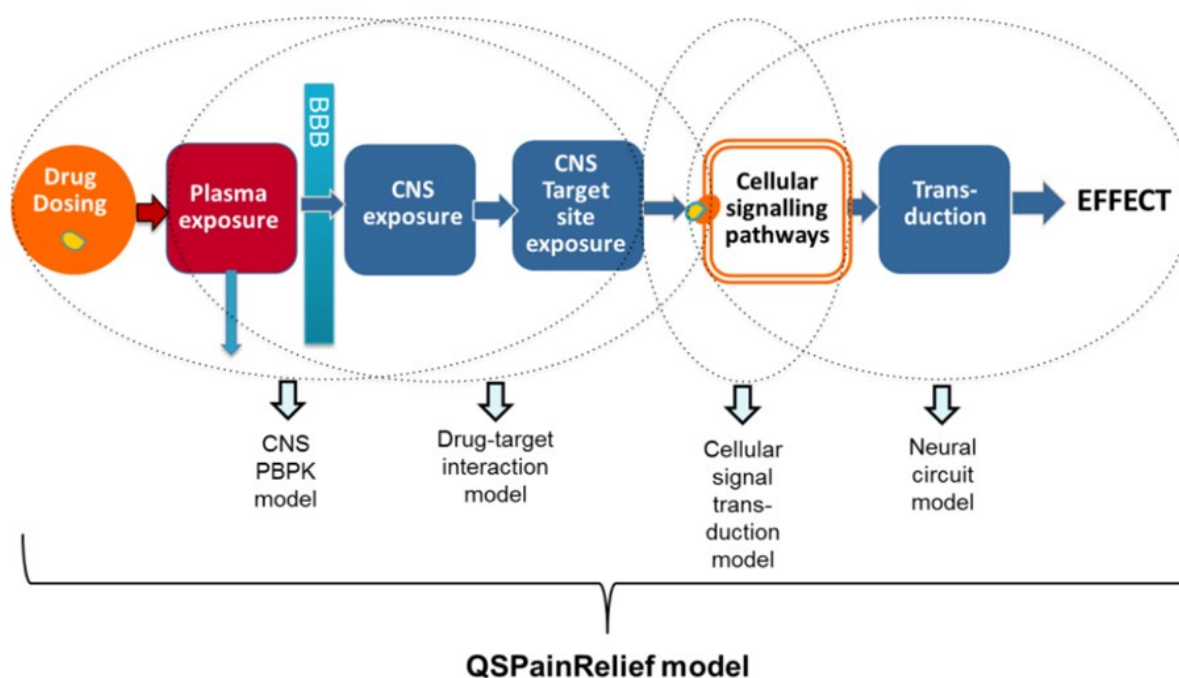 BBB
Drug
Dosing
Plasma
exposure
CNS
exposure
CNS
Target
site
exposure
Cellular
signalling
pathways
Trans-
duction
EFFECT
CNS
PBPK
model
Drug-target
interaction
model
Cellular
signal
trans-
duction
model
Neural
circuit
model
QSPainRelief model